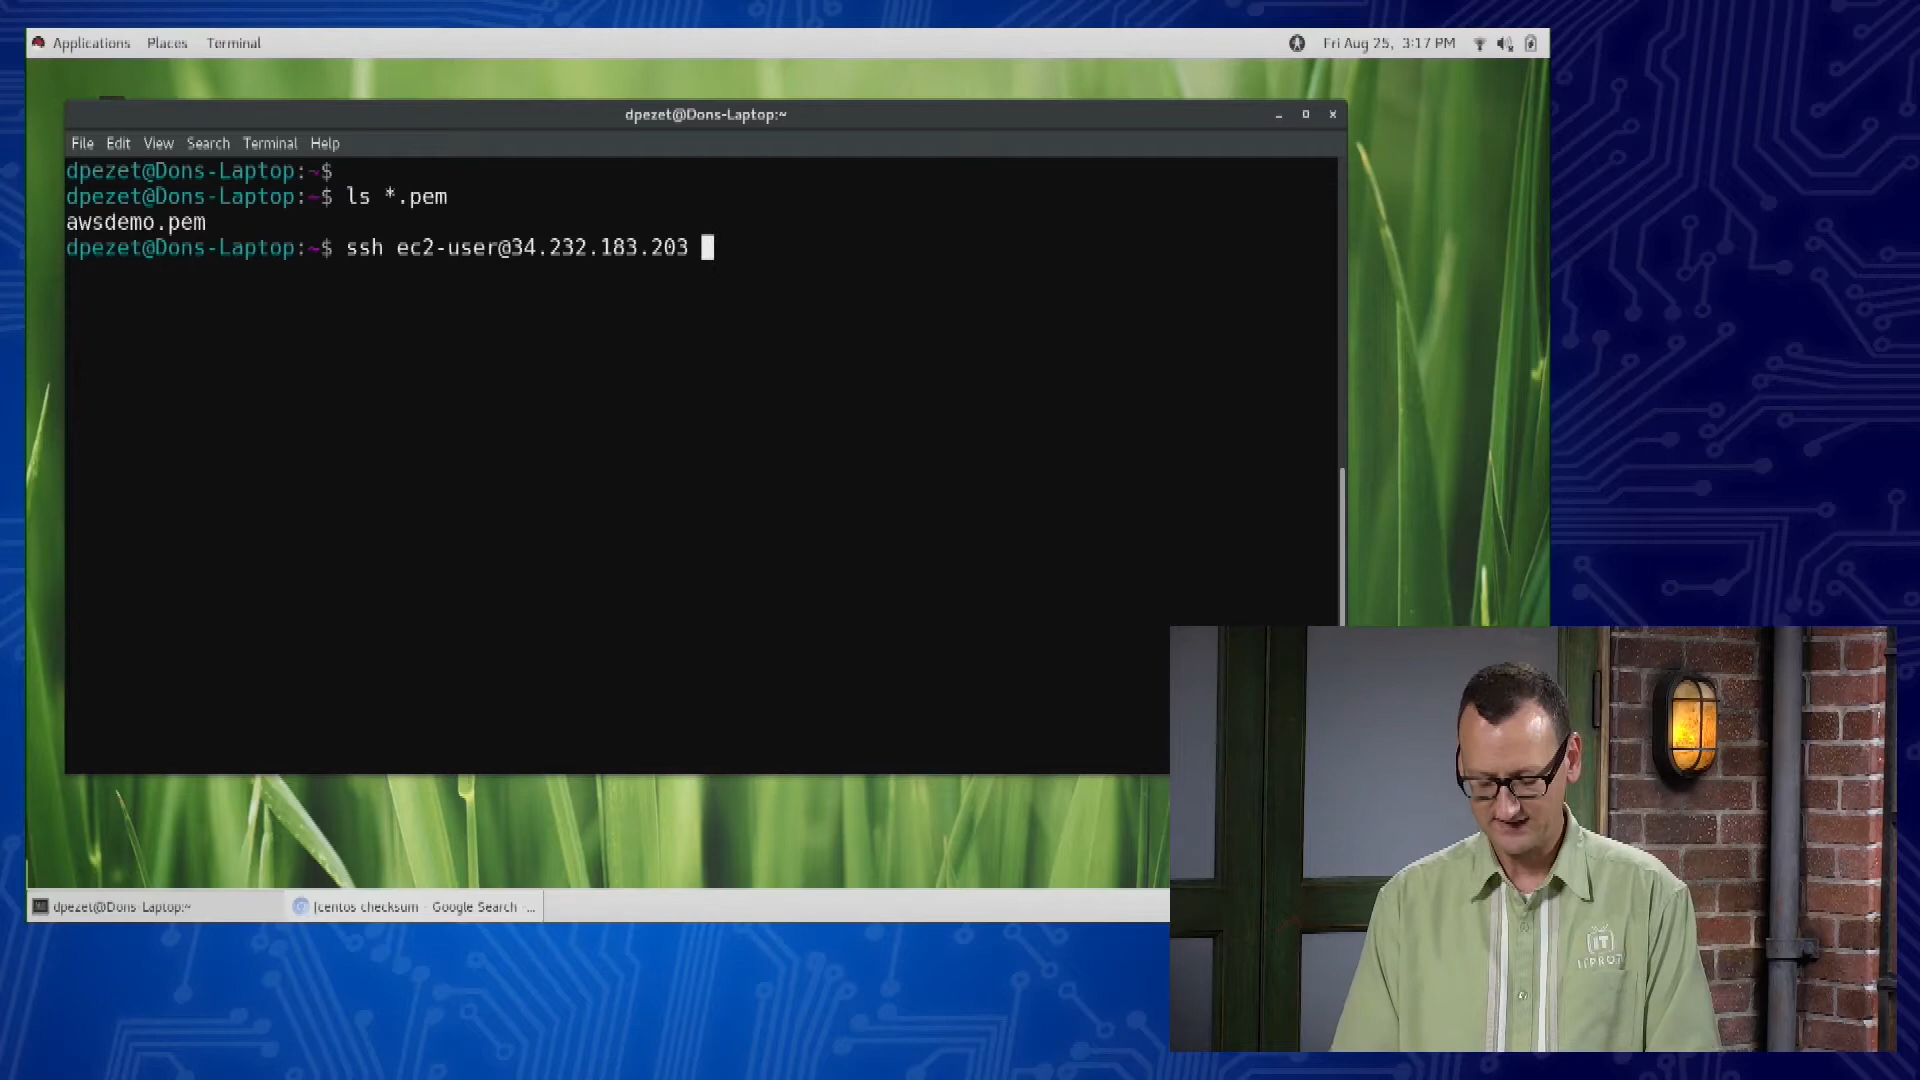 Applications Places Terminal
Fri Aug 25, 3:17 PM
dpezet@Dons-Laptop:~
File Edit View Search Terminal Help
dpezet@Dons-Laptop:~$
dpezet@Dons-Laptop:~$ ls *.pem
awsdemo.pem
dpezet@Dons-Laptop:~$ ssh ec2-user@34.232.183.203
IT
dpezet@Dons-Laptop:~
(centos checksum - Google Search -...